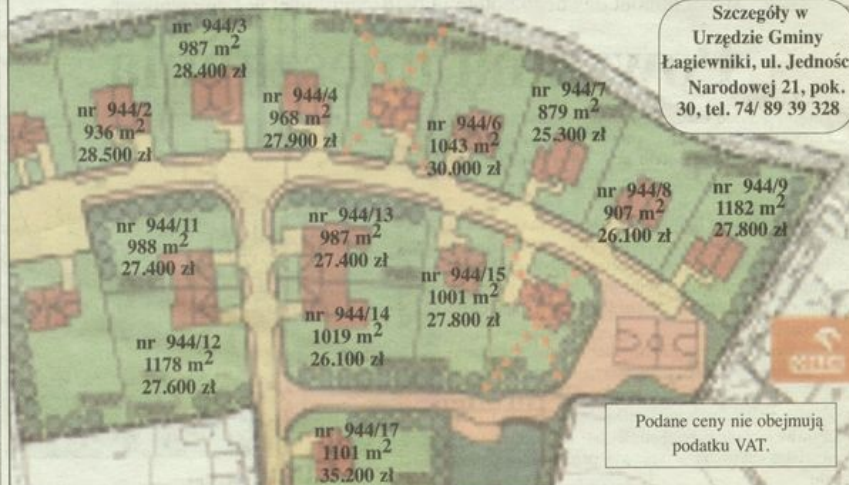 nr 944/3
987 m²
28.400 zł
nr 944/2
936 m²
28.500 zł
nr 944/4
968 m²
27.900 zł
nr 944/6
1043 m²
30.000 zł
nr 944/7
879 m²
25.300 zł
Szczegóły w
Urzędzie Gminy
Łagiewniki, ul. Jednośc
Narodowej 21, pok.
30, tel. 74/ 89 39 328
nr 944/8
907 m²
26.100 zł
nr 944/9
1182 m²
27.800 zł
nr 944/11
988 m²
27.400 zł
nr 944/13
987 m²
27.400 zł
nr 944/15
1001 m²
27.800 zł
nr 944/12
1178 m²
27.600 zł
nr 944/14
1019 m²
26.100 zł
nr 944/17
1101 m²
35.200 zł
Podane ceny nie obejmują
podatku VAT.